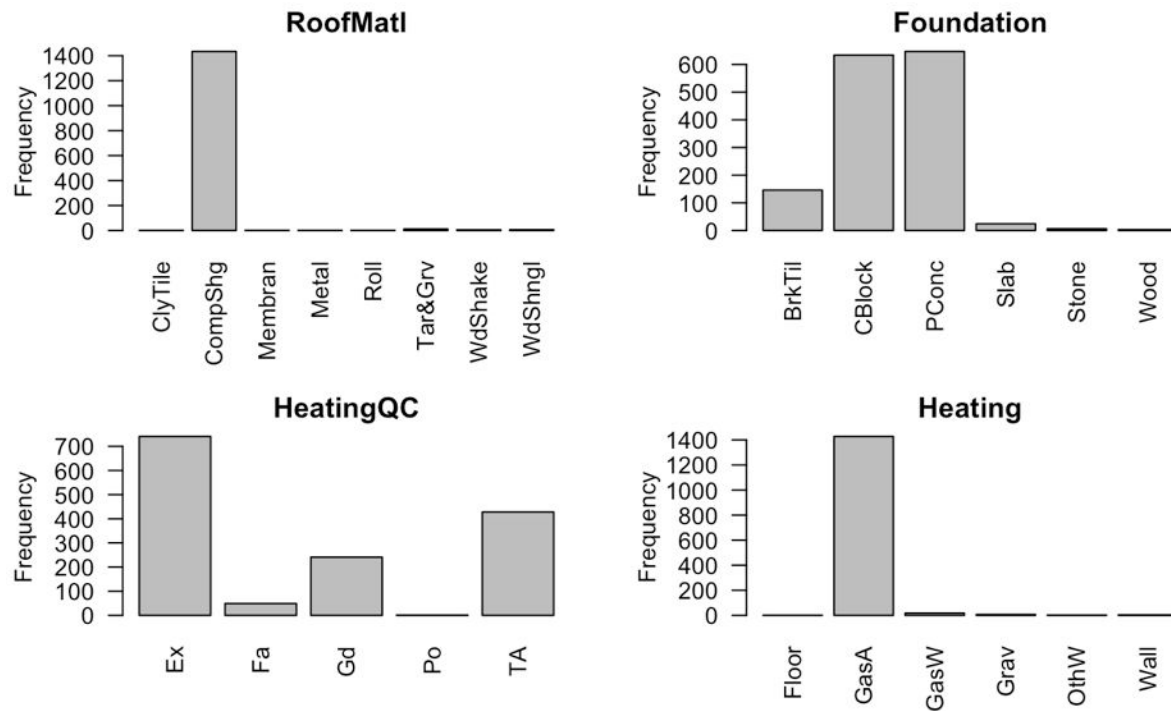 RoofMatl
Frequency
1400
1200
1000
800
600
400
200
0
ClyTile
CompShg
Membran
Metal
Roll
Tar&Grv
WdShake
WdShngl
Foundation
Frequency
600
500
400
300
200
100
0
BrkTil
CBlock
PConc
Slab
Stone
Wood
HeatingQC
Frequency
700
600
500
400
300
200
100
0
Ex
Fa
Gd
Po
TA
Heating
Frequency
1400
1200
1000
800
600
400
200
0
Floor
GasA
GasW
Grav
OthW
Wall